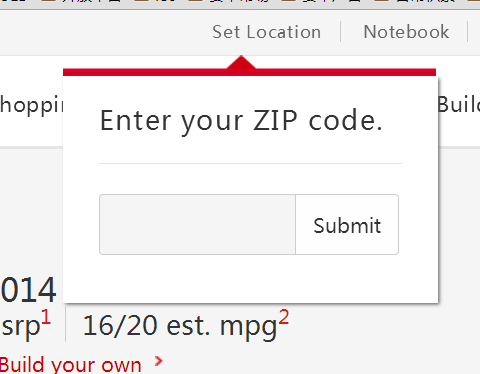 Set Location Notebook
hoppin Build
Enter your ZIP code.
Submit
014
srp1 16/20 est. mpg2
Build your own >